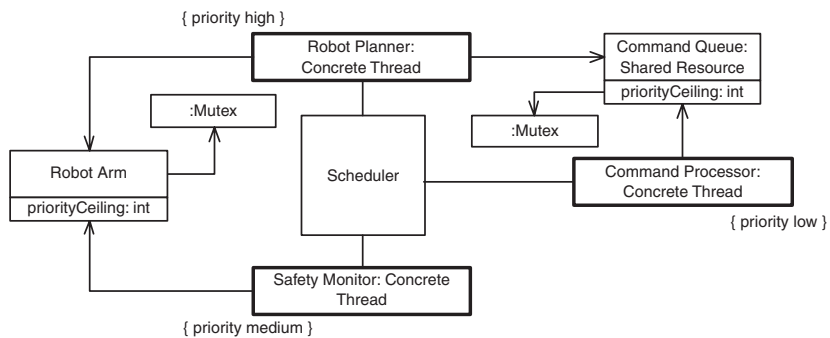 { priority high }
Robot Planner:
Concrete Thread
Command Queue:
Shared Resource
priorityCeiling: int
:Mutex
:Mutex
Robot Arm
priorityCeiling: int
Scheduler
Command Processor:
Concrete Thread
{ priority low }
Safety Monitor: Concrete
Thread
{ priority medium }